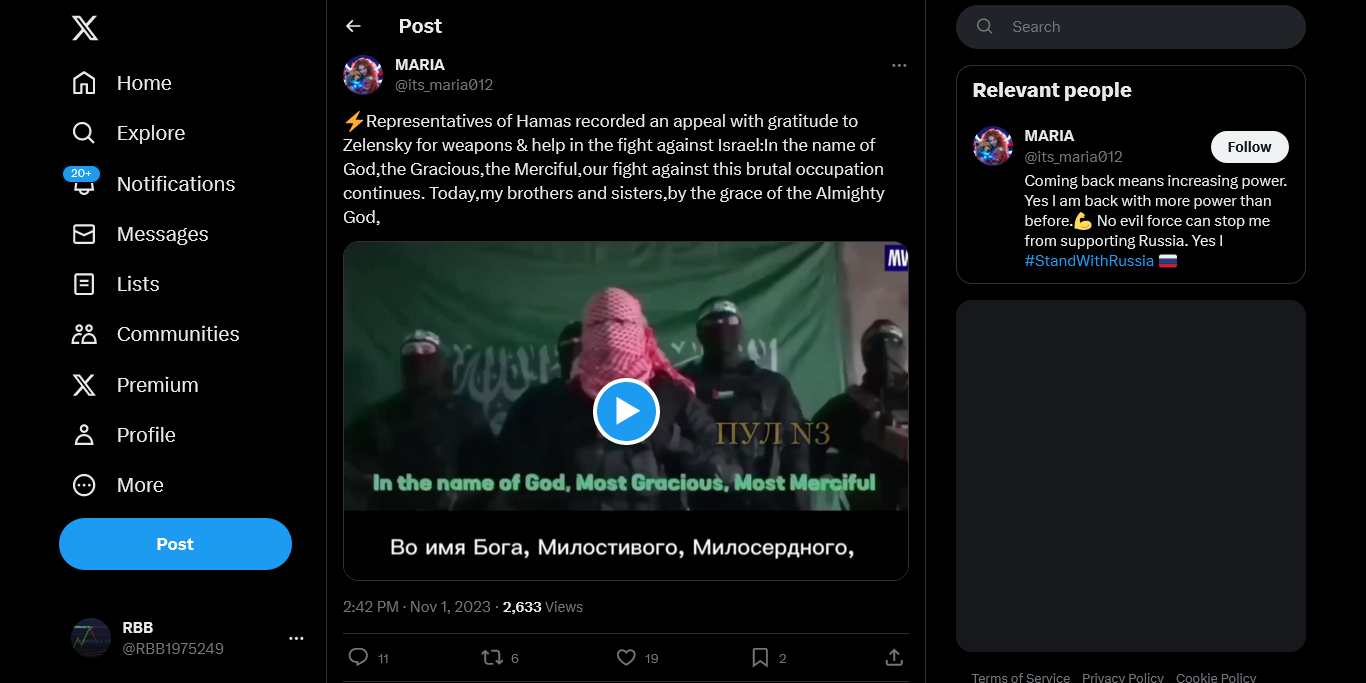 Post
MARIA
@its_maria012
⚡Representatives of Hamas recorded an appeal with gratitude to
Zelensky for weapons & help in the fight against Israel:In the name of
God,the Gracious,the Merciful,our fight against this brutal occupation
continues. Today,my brothers and sisters,by the grace of the Almighty
God,
MV
ПУЛ N3
In the name of God, Most Gracious, Most Merciful
Во имя Бога, Милостивого, Милосердного,
2:42 PM · Nov 1, 2023 · 2,633 Views
11
6
19
2
Home
Explore
20+
Notifications
Messages
Lists
Communities
Premium
Profile
More
Post
RBB
@RBB1975249
Search
Relevant people
MARIA
@its_maria012
Follow
Coming back means increasing power.
Yes I am back with more power than
before.💪 No evil force can stop me
from supporting Russia. Yes I
#StandWithRussia 🇷🇺
Terms of Service Privacy Policy Cookie Policy